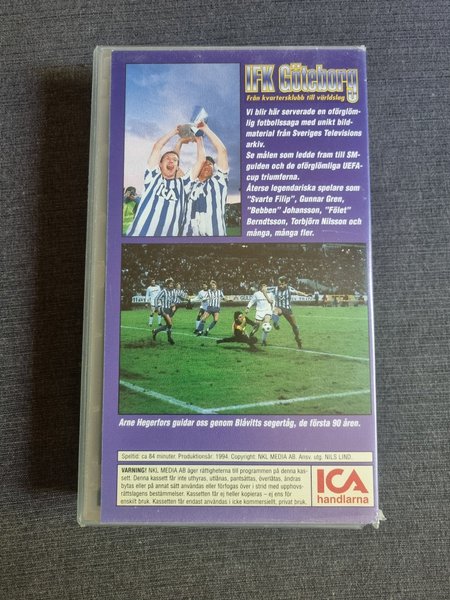 IFK Göteborg
Från kvartersklubb till världslag
Vi blir här serverade en oförglöm-
lig fotbollssaga med unikt bild-
material från Sveriges Televisions
arkiv.
Se målen som ledde fram till SM-
gulden och de oförglömliga UEFA-
cup triumferna.
Återse legendariska spelare som
"Svarte Filip", Gunnar Gren,
"Bebben" Johansson, "Fölet"
Berndtsson, Torbjörn Nilsson och
många, många fler.
ICA
Arne Hegerfors guidar oss genom Blåvitts segertåg, de första 90 åren.
Speltid: ca 84 minuter. Produktionsår: 1994. Copyright: NKL MEDIA AB. Ansv. utg. NILS LIND.
VARNING! NKL MEDIA AB äger rättigheterna till programmen på denna kas-
sett. Denna kassett får inte uthyras, utlånas, pantsättas, överlåtas, ändras,
bytas eller på annat sätt användas eller förfogas över i strid med upphovs-
rättslagens bestämmelser. Kassetten får ej heller kopieras – ej ens för
enskilt bruk. Kassetten får endast användas i icke kommersiellt, privat bruk.
ICA
handlarna